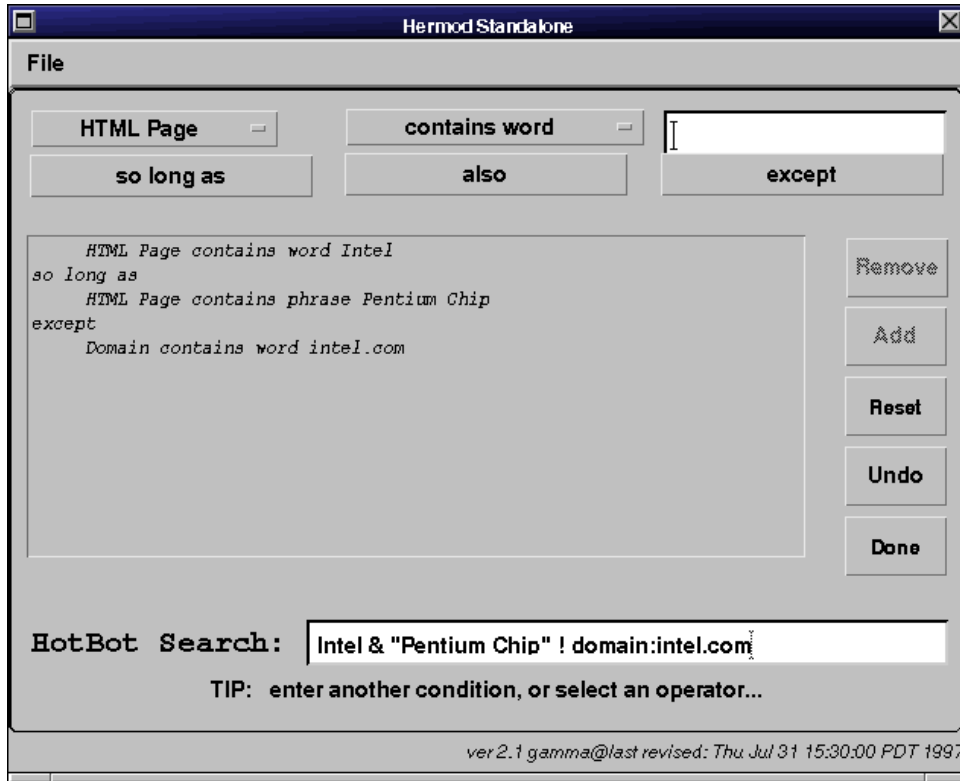 Hermod Standalone
File
HTML Page contains word
so long as also except
HTML Page contains word Intel
so long as
HTML Page contains phrase Pentium Chip
except
Domain contains word intel.com
Remove
Add
Reset
Undo
Done
HotBot Search: Intel & "Pentium Chip" ! domain:intel.com
TIP: enter another condition, or select an operator...
ver 2.1 gamma@last revised: Thu Jul 31 15:30:00 PDT 1997